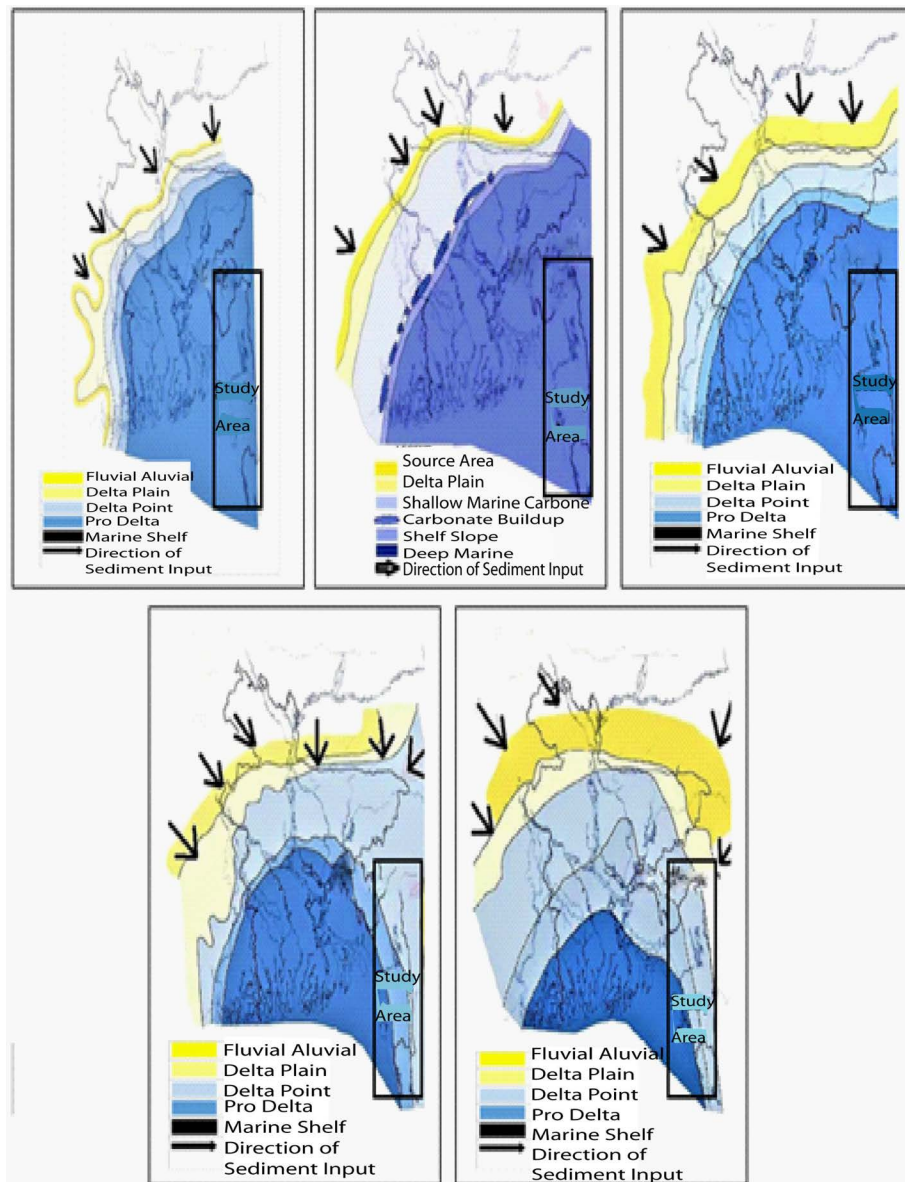 Study
Area
Fluvial Aluvial
Delta Plain
Delta Point
Pro Delta
Marine Shelf
Direction of
Sediment Input
Study
Area
Source Area
Delta Plain
Shallow Marine Carbone
Carbonate Buildup
Shelf Slope
Deep Marine
Direction of Sediment Input
Study
Area
Fluvial Aluvial
Delta Plain
Delta Point
Pro Delta
Marine Shelf
Direction of
Sediment Input
Study
Area
Fluvial Aluvial
Delta Plain
Delta Point
Pro Delta
Marine Shelf
Direction of
Sediment Input
Study
Area
Fluvial Aluvial
Delta Plain
Delta Point
Pro Delta
Marine Shelf
Direction of
Sediment Input